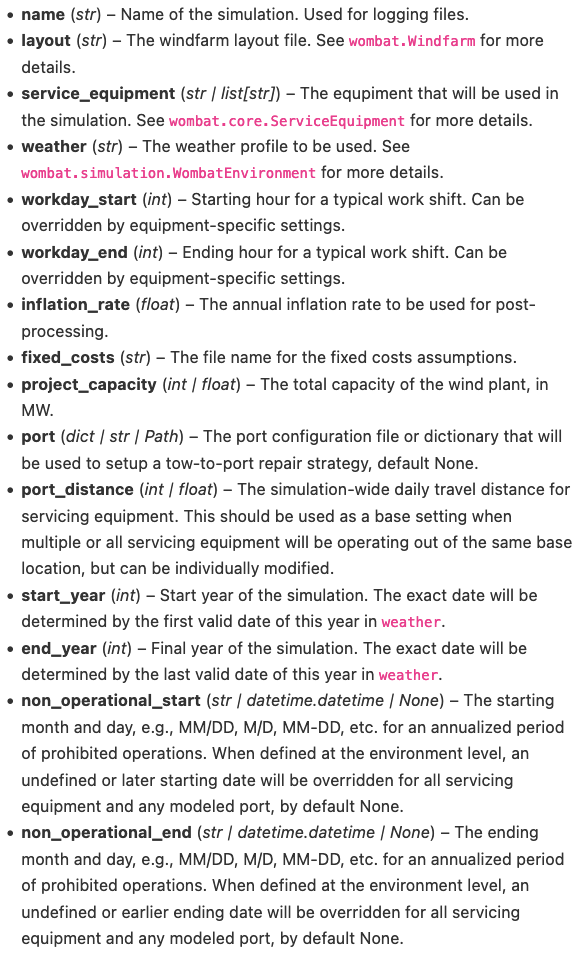 • name (str) – Name of the simulation. Used for logging files.
• layout (str) – The windfarm layout file. See wombat.Windfarm for more
details.
• service_equipment (str | list[str]) – The equpiment that will be used in
the simulation. See wombat.core.ServiceEquipment for more details.
• weather (str) – The weather profile to be used. See
wombat.simulation.WombatEnvironment for more details.
• workday_start (int) – Starting hour for a typical work shift. Can be
overridden by equipment-specific settings.
• workday_end (int) – Ending hour for a typical work shift. Can be
overridden by equipment-specific settings.
• inflation_rate (float) – The annual inflation rate to be used for post-
processing.
• fixed_costs (str) – The file name for the fixed costs assumptions.
• project_capacity (int | float) – The total capacity of the wind plant, in
MW.
• port (dict | str | Path) – The port configuration file or dictionary that will
be used to setup a tow-to-port repair strategy, default None.
• port_distance (int | float) – The simulation-wide daily travel distance for
servicing equipment. This should be used as a base setting when
multiple or all servicing equipment will be operating out of the same base
location, but can be individually modified.
• start_year (int) – Start year of the simulation. The exact date will be
determined by the first valid date of this year in weather.
• end_year (int) – Final year of the simulation. The exact date will be
determined by the last valid date of this year in weather.
• non_operational_start (str | datetime.datetime | None) – The starting
month and day, e.g., MM/DD, M/D, MM-DD, etc. for an annualized period
of prohibited operations. When defined at the environment level, an
undefined or later starting date will be overridden for all servicing
equipment and any modeled port, by default None.
• non_operational_end (str | datetime.datetime | None) – The ending
month and day, e.g., MM/DD, M/D, MM-DD, etc. for an annualized period
of prohibited operations. When defined at the environment level, an
undefined or earlier ending date will be overridden for all servicing
equipment and any modeled port, by default None.